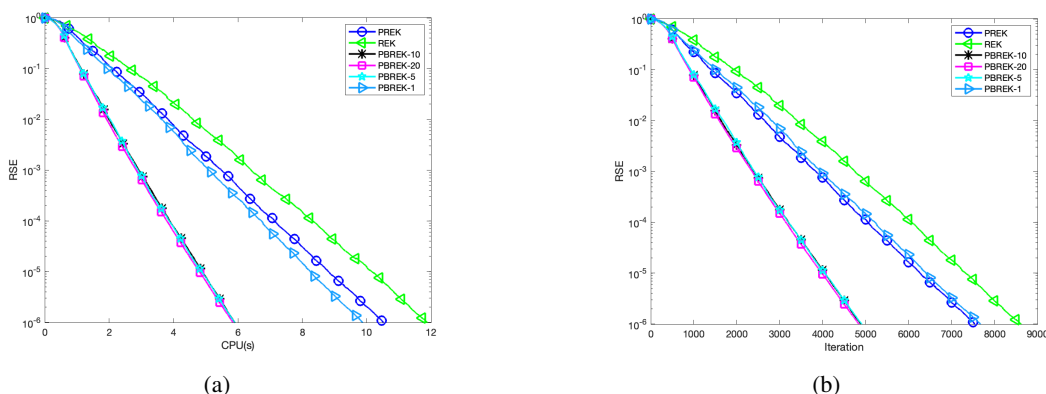 10^0
10^-1
10^-2
10^-3
10^-4
10^-5
10^-6
RSE
0 2 4 6 8 10 12
CPU(s)
PREK
REK
PBREK-10
PBREK-20
PBREK-5
PBREK-1
(a)
10^0
10^-1
10^-2
10^-3
10^-4
10^-5
10^-6
RSE
0 1000 2000 3000 4000 5000 6000 7000 8000 9000
Iteration
PREK
REK
PBREK-10
PBREK-20
PBREK-5
PBREK-1
(b)